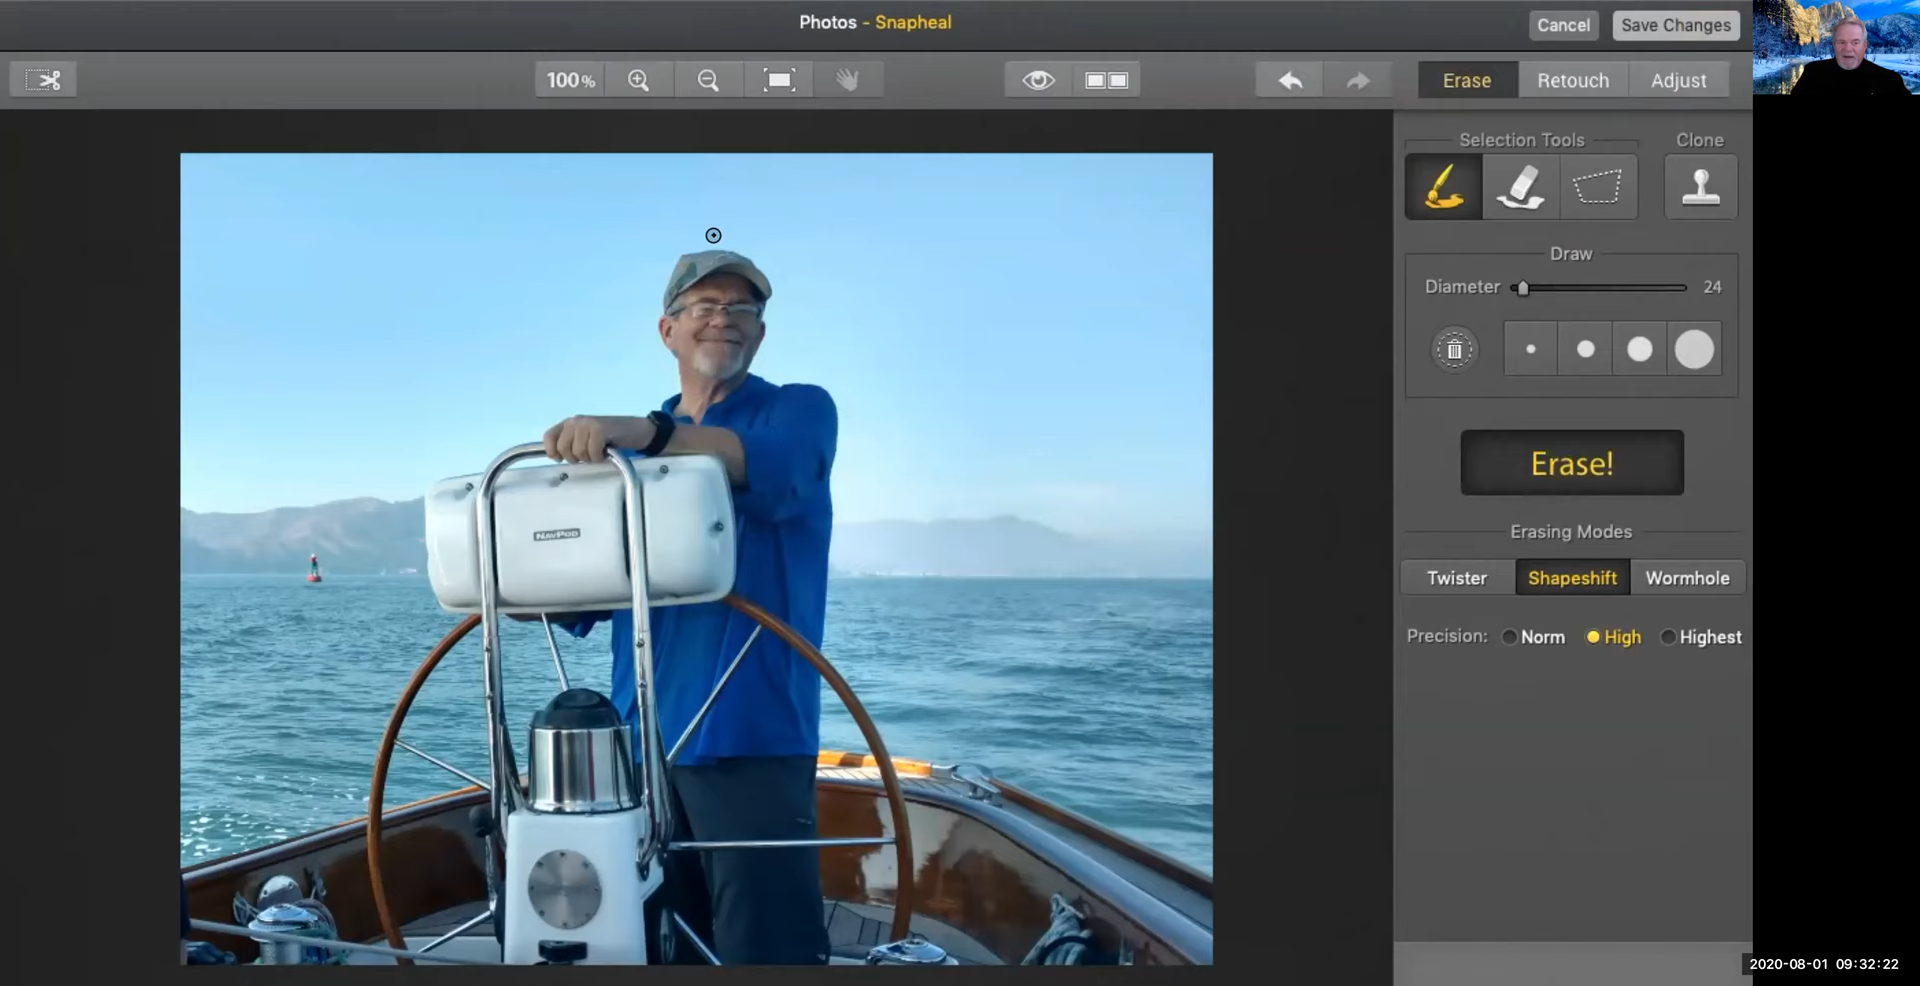 Photos - Snapheal
Cancel
Save Changes
100%
Erase
Retouch
Adjust
Selection Tools
Clone
Draw
Diameter
24
Erase!
Erasing Modes
Twister
Shapeshift
Wormhole
Precision:
Norm
High
Highest
NAVPOD
2020-08-01 09:32:22